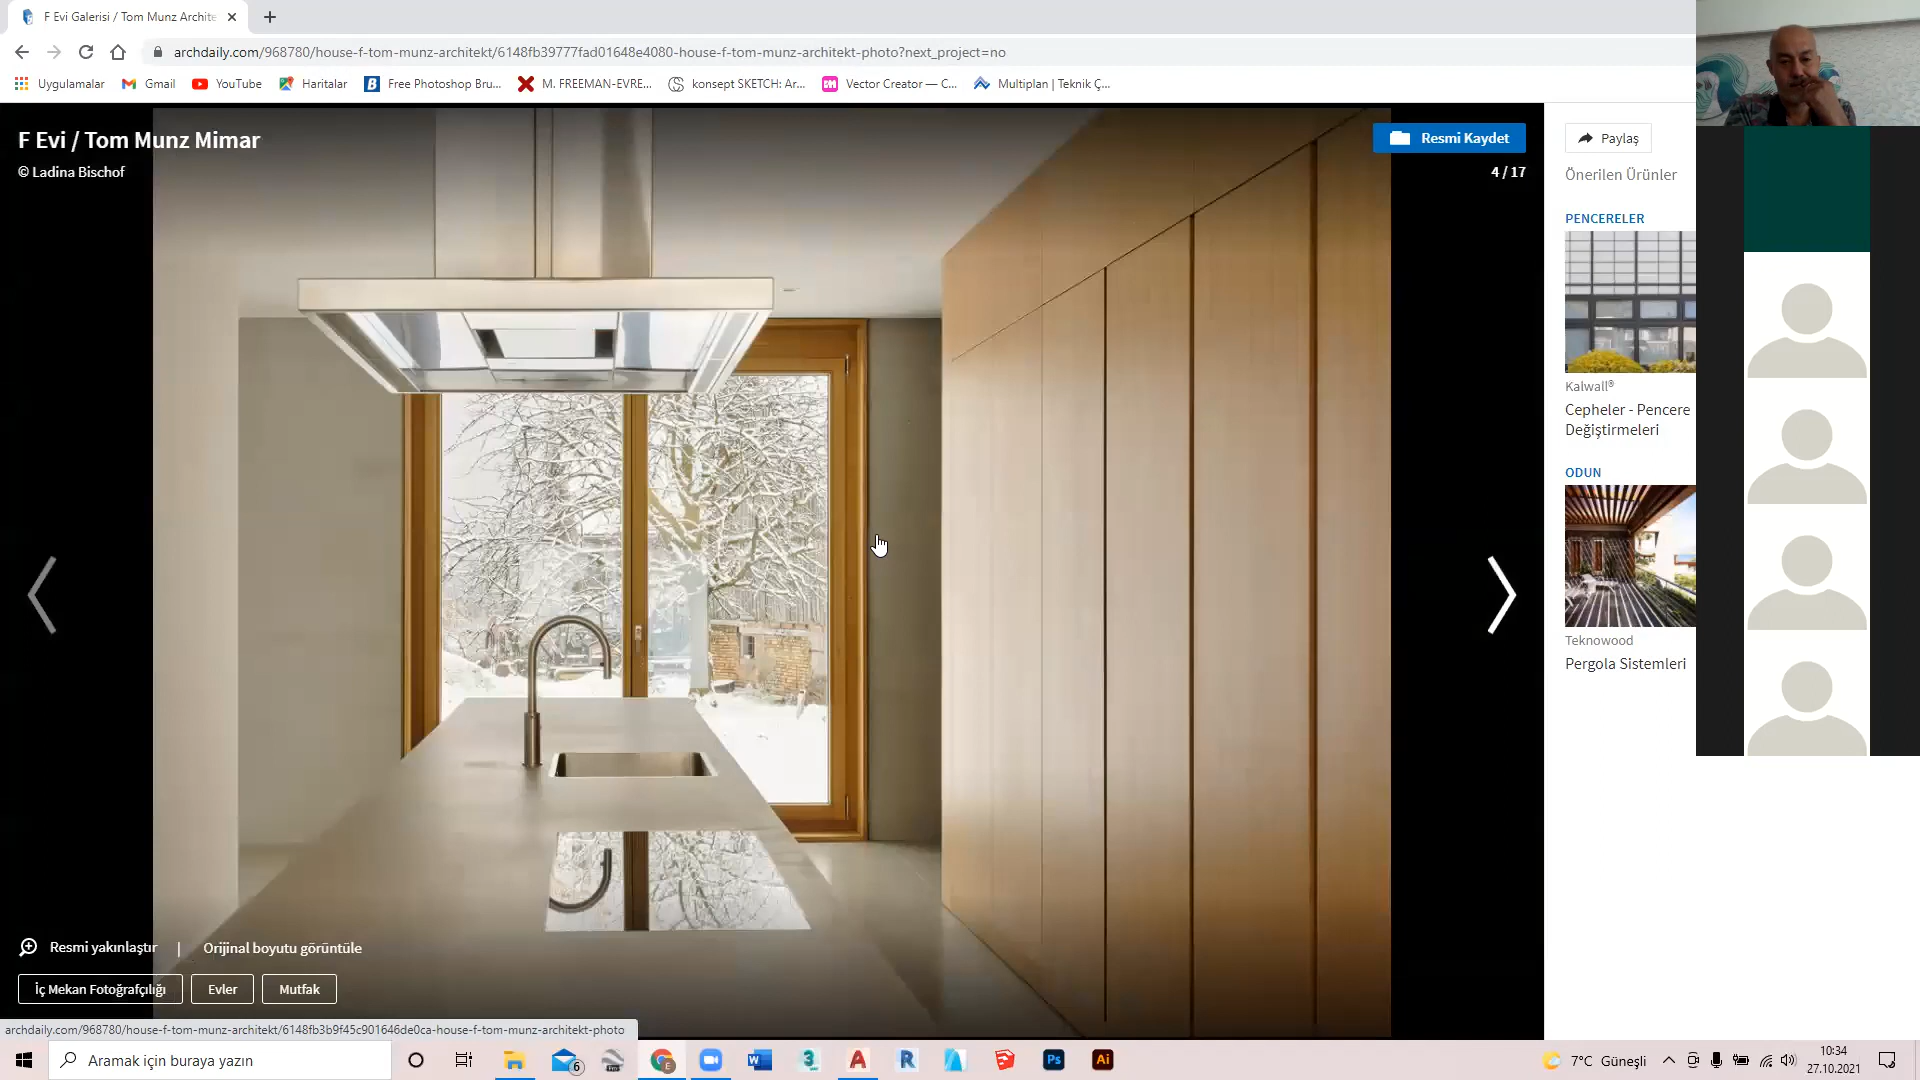 F Evi Galerisi / Tom Munz Archite
archdaily.com/968780/house-f-tom-munz-architekt/6148fb39777fad01648e4080-house-f-tom-munz-architekt-photo?next_project=no
Uygulamalar
Gmail
YouTube
Haritalar
Free Photoshop Bru...
M. FREEMAN-EVRE...
konsept SKETCH: Ar...
Vector Creator — C...
Multiplan | Teknik Ç...
F Evi / Tom Munz Mimar
© Ladina Bischof
Resmi Kaydet
4 / 17
Paylaş
Önerilen Ürünler
PENCERELER
Kalwall®
Cepheler - Pencere
Değiştirmeleri
ODUN
Teknowood
Pergola Sistemleri
Resmi yakınlaştır | Orijinal boyutu görüntüle
İç Mekan Fotoğrafçılığı
Evler
Mutfak
archdaily.com/968780/house-f-tom-munz-architekt/6148fb3b9f45c901646de0ca-house-f-tom-munz-architekt-photo
Aramak için buraya yazın
6
7°C Güneşli
10:34
27.10.2021